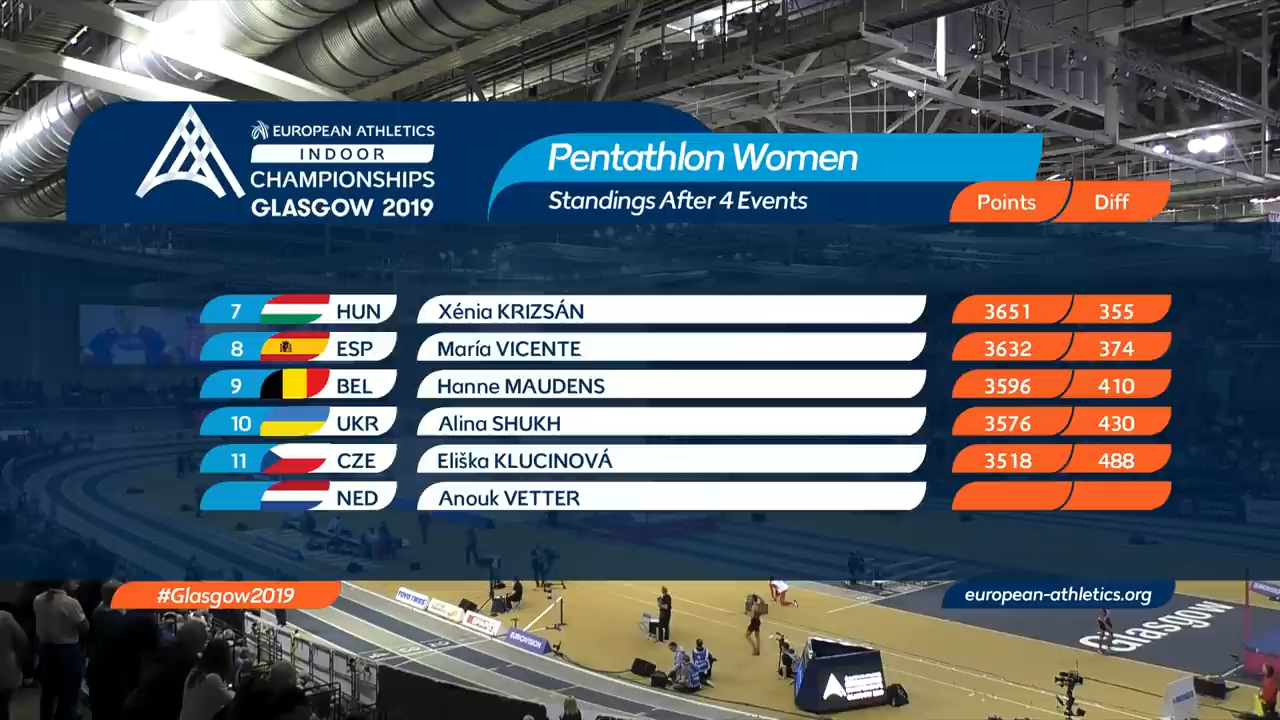 EUROPEAN ATHLETICS
INDOOR
CHAMPIONSHIPS
GLASGOW 2019
Pentathlon Women
Standings After 4 Events
Points Diff
7 HUN Xénia KRIZSÁN 3651 355
8 ESP María VICENTE 3632 374
9 BEL Hanne MAUDENS 3596 410
10 UKR Alina SHUKH 3576 430
11 CZE Eliška KLUCINOVÁ 3518 488
NED Anouk VETTER
#Glasgow2019
european-athletics.org
EUROVISION
Glasgow